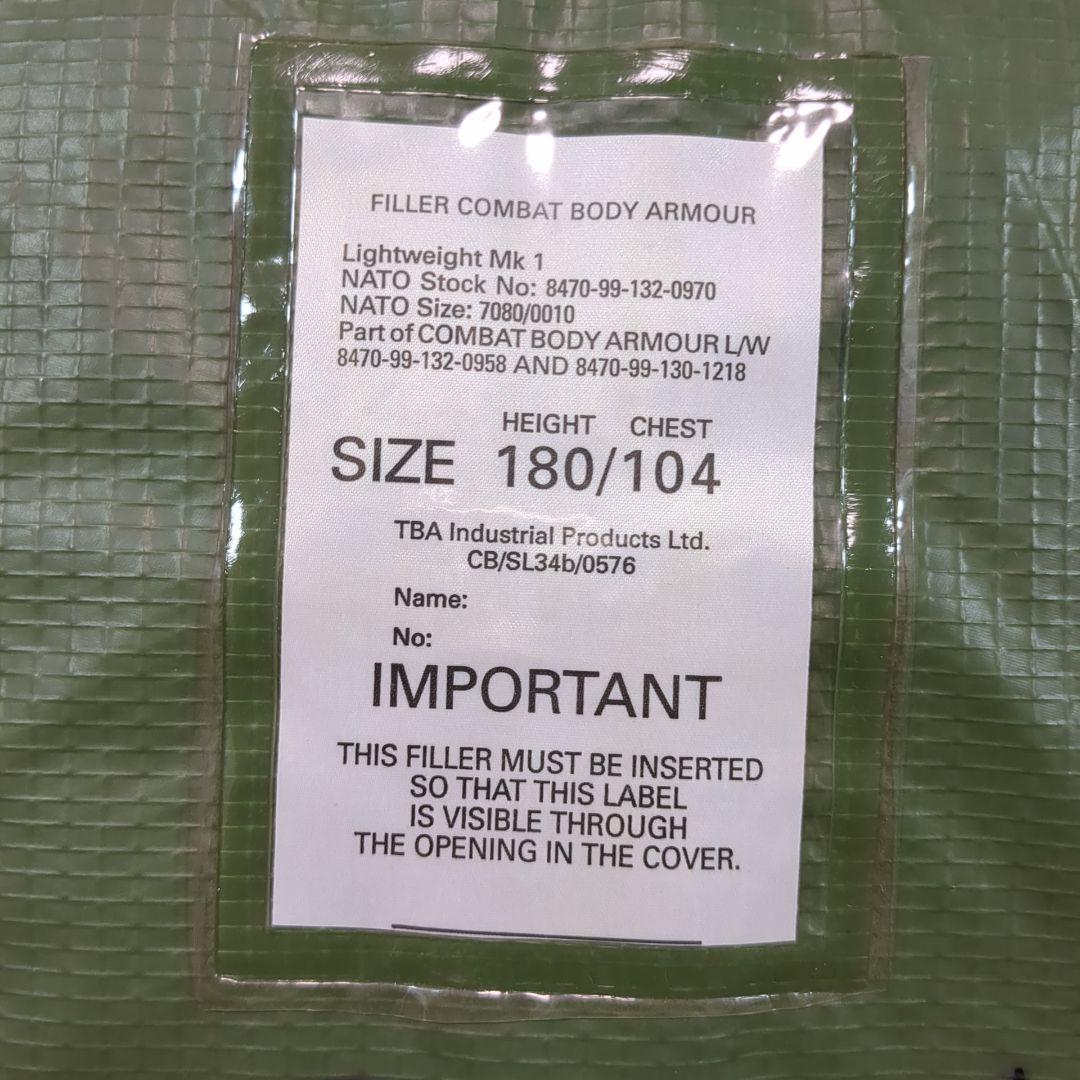 FILLER COMBAT BODY ARMOUR
Lightweight Mk 1
NATO Stock No: 8470-99-132-0970
NATO Size: 7080/0010
Part of COMBAT BODY ARMOUR L/W
8470-99-132-0958 AND 8470-99-130-1218
HEIGHT CHEST
SIZE 180/104
TBA Industrial Products Ltd.
CB/SL34b/0576
Name:
No:
IMPORTANT
THIS FILLER MUST BE INSERTED
SO THAT THIS LABEL
IS VISIBLE THROUGH
THE OPENING IN THE COVER.